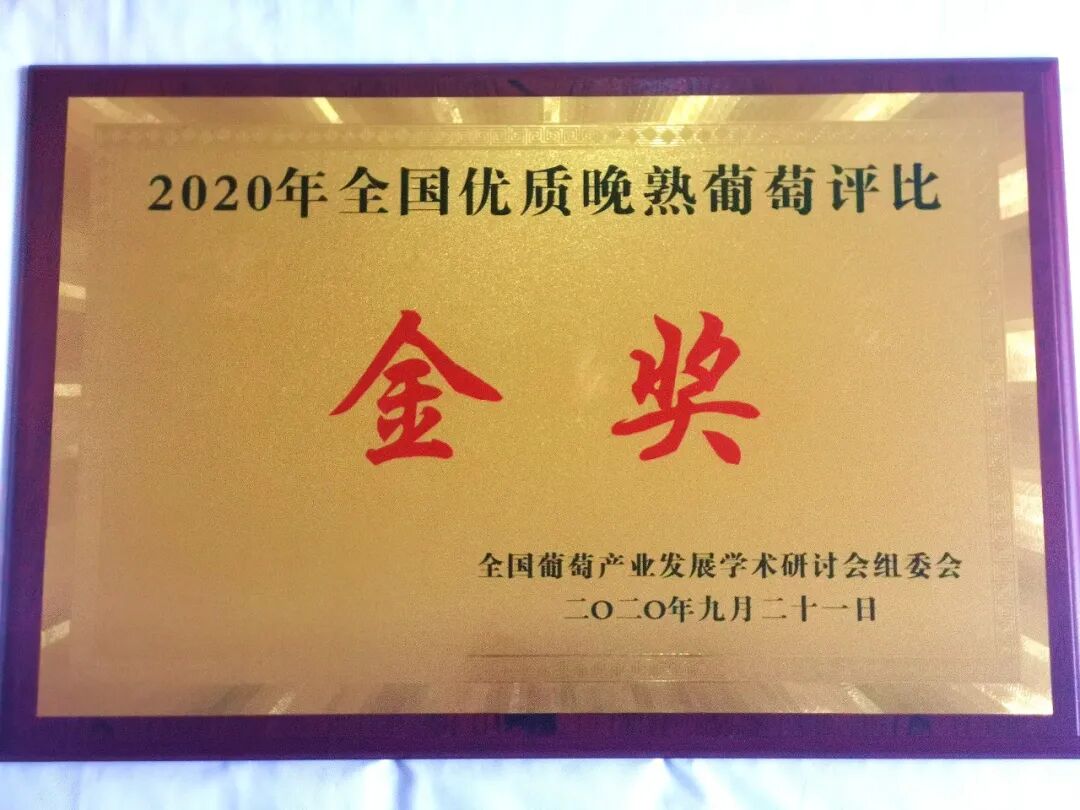 2020年全国优质晚熟葡萄评比
金奖
全国葡萄产业发展学术研讨会组委会
二〇二〇年九月二十一日